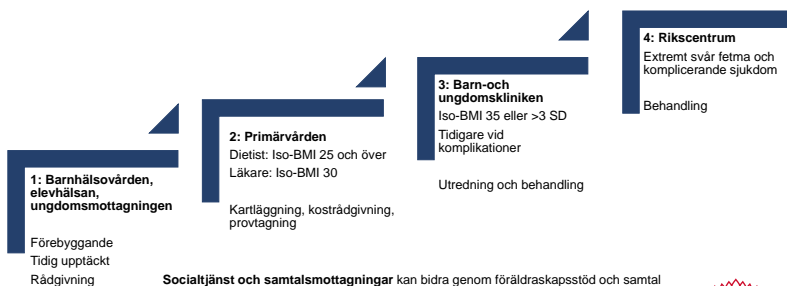 1: Barnhälsovården,
elevhälsan,
ungdomsmottagningen
Förebyggande
Tidig upptäckt
Rådgivning
2: Primärvården
Dietist: Iso-BMI 25 och över
Läkare: Iso-BMI 30
Kartläggning, kostrådgivning,
provtagning
3: Barn-och
ungdomskliniken
Iso-BMI 35 eller >3 SD
Tidigare vid
komplikationer
Utredning och behandling
4: Rikscentrum
Extremt svår fetma och
komplicerande sjukdom
Behandling
Socialtjänst och samtalsmottagningar kan bidra genom föräldraskapsstöd och samtal